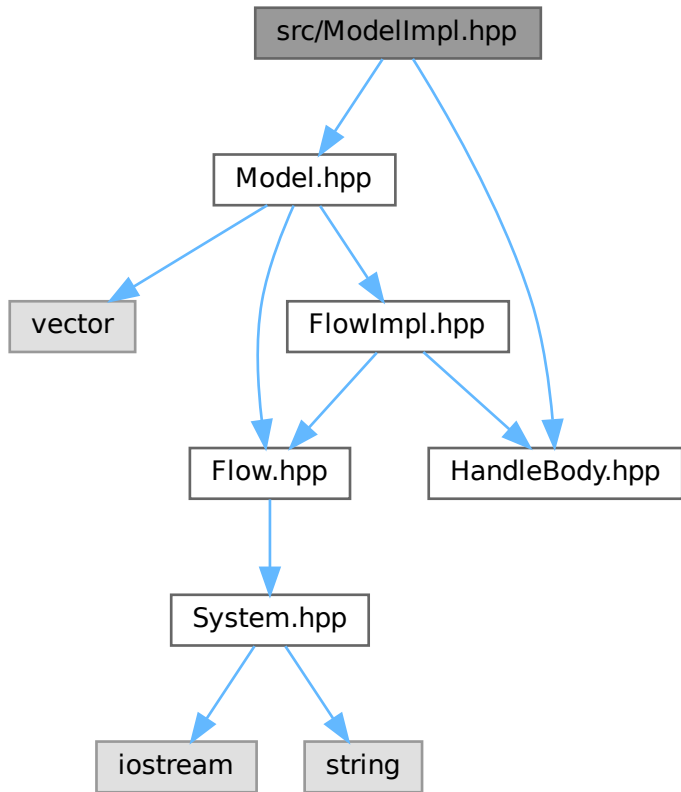 src/ModelImpl.hpp
Model.hpp
vector
FlowImpl.hpp
Flow.hpp
HandleBody.hpp
System.hpp
iostream
string